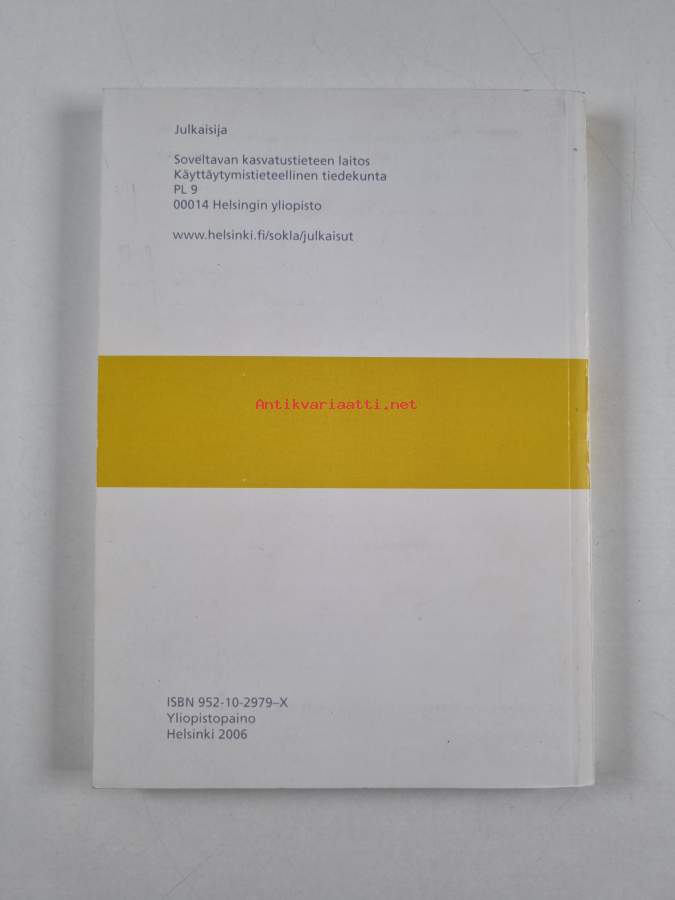 Julkaisija
Soveltavan kasvatustieteen laitos
Käyttäytymistieteellinen tiedekunta
PL 9
00014 Helsingin yliopisto
www.helsinki.fi/sokla/julkaisut
Antikvariaatti.net
ISBN 952-10-2979–X
Yliopistopaino
Helsinki 2006